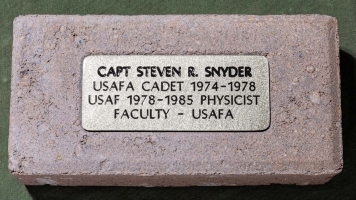 CAPT STEVEN R. SNYDER
USAFA CADET 1974-1978
USAF 1978-1985 PHYSICIST
FACULTY - USAFA